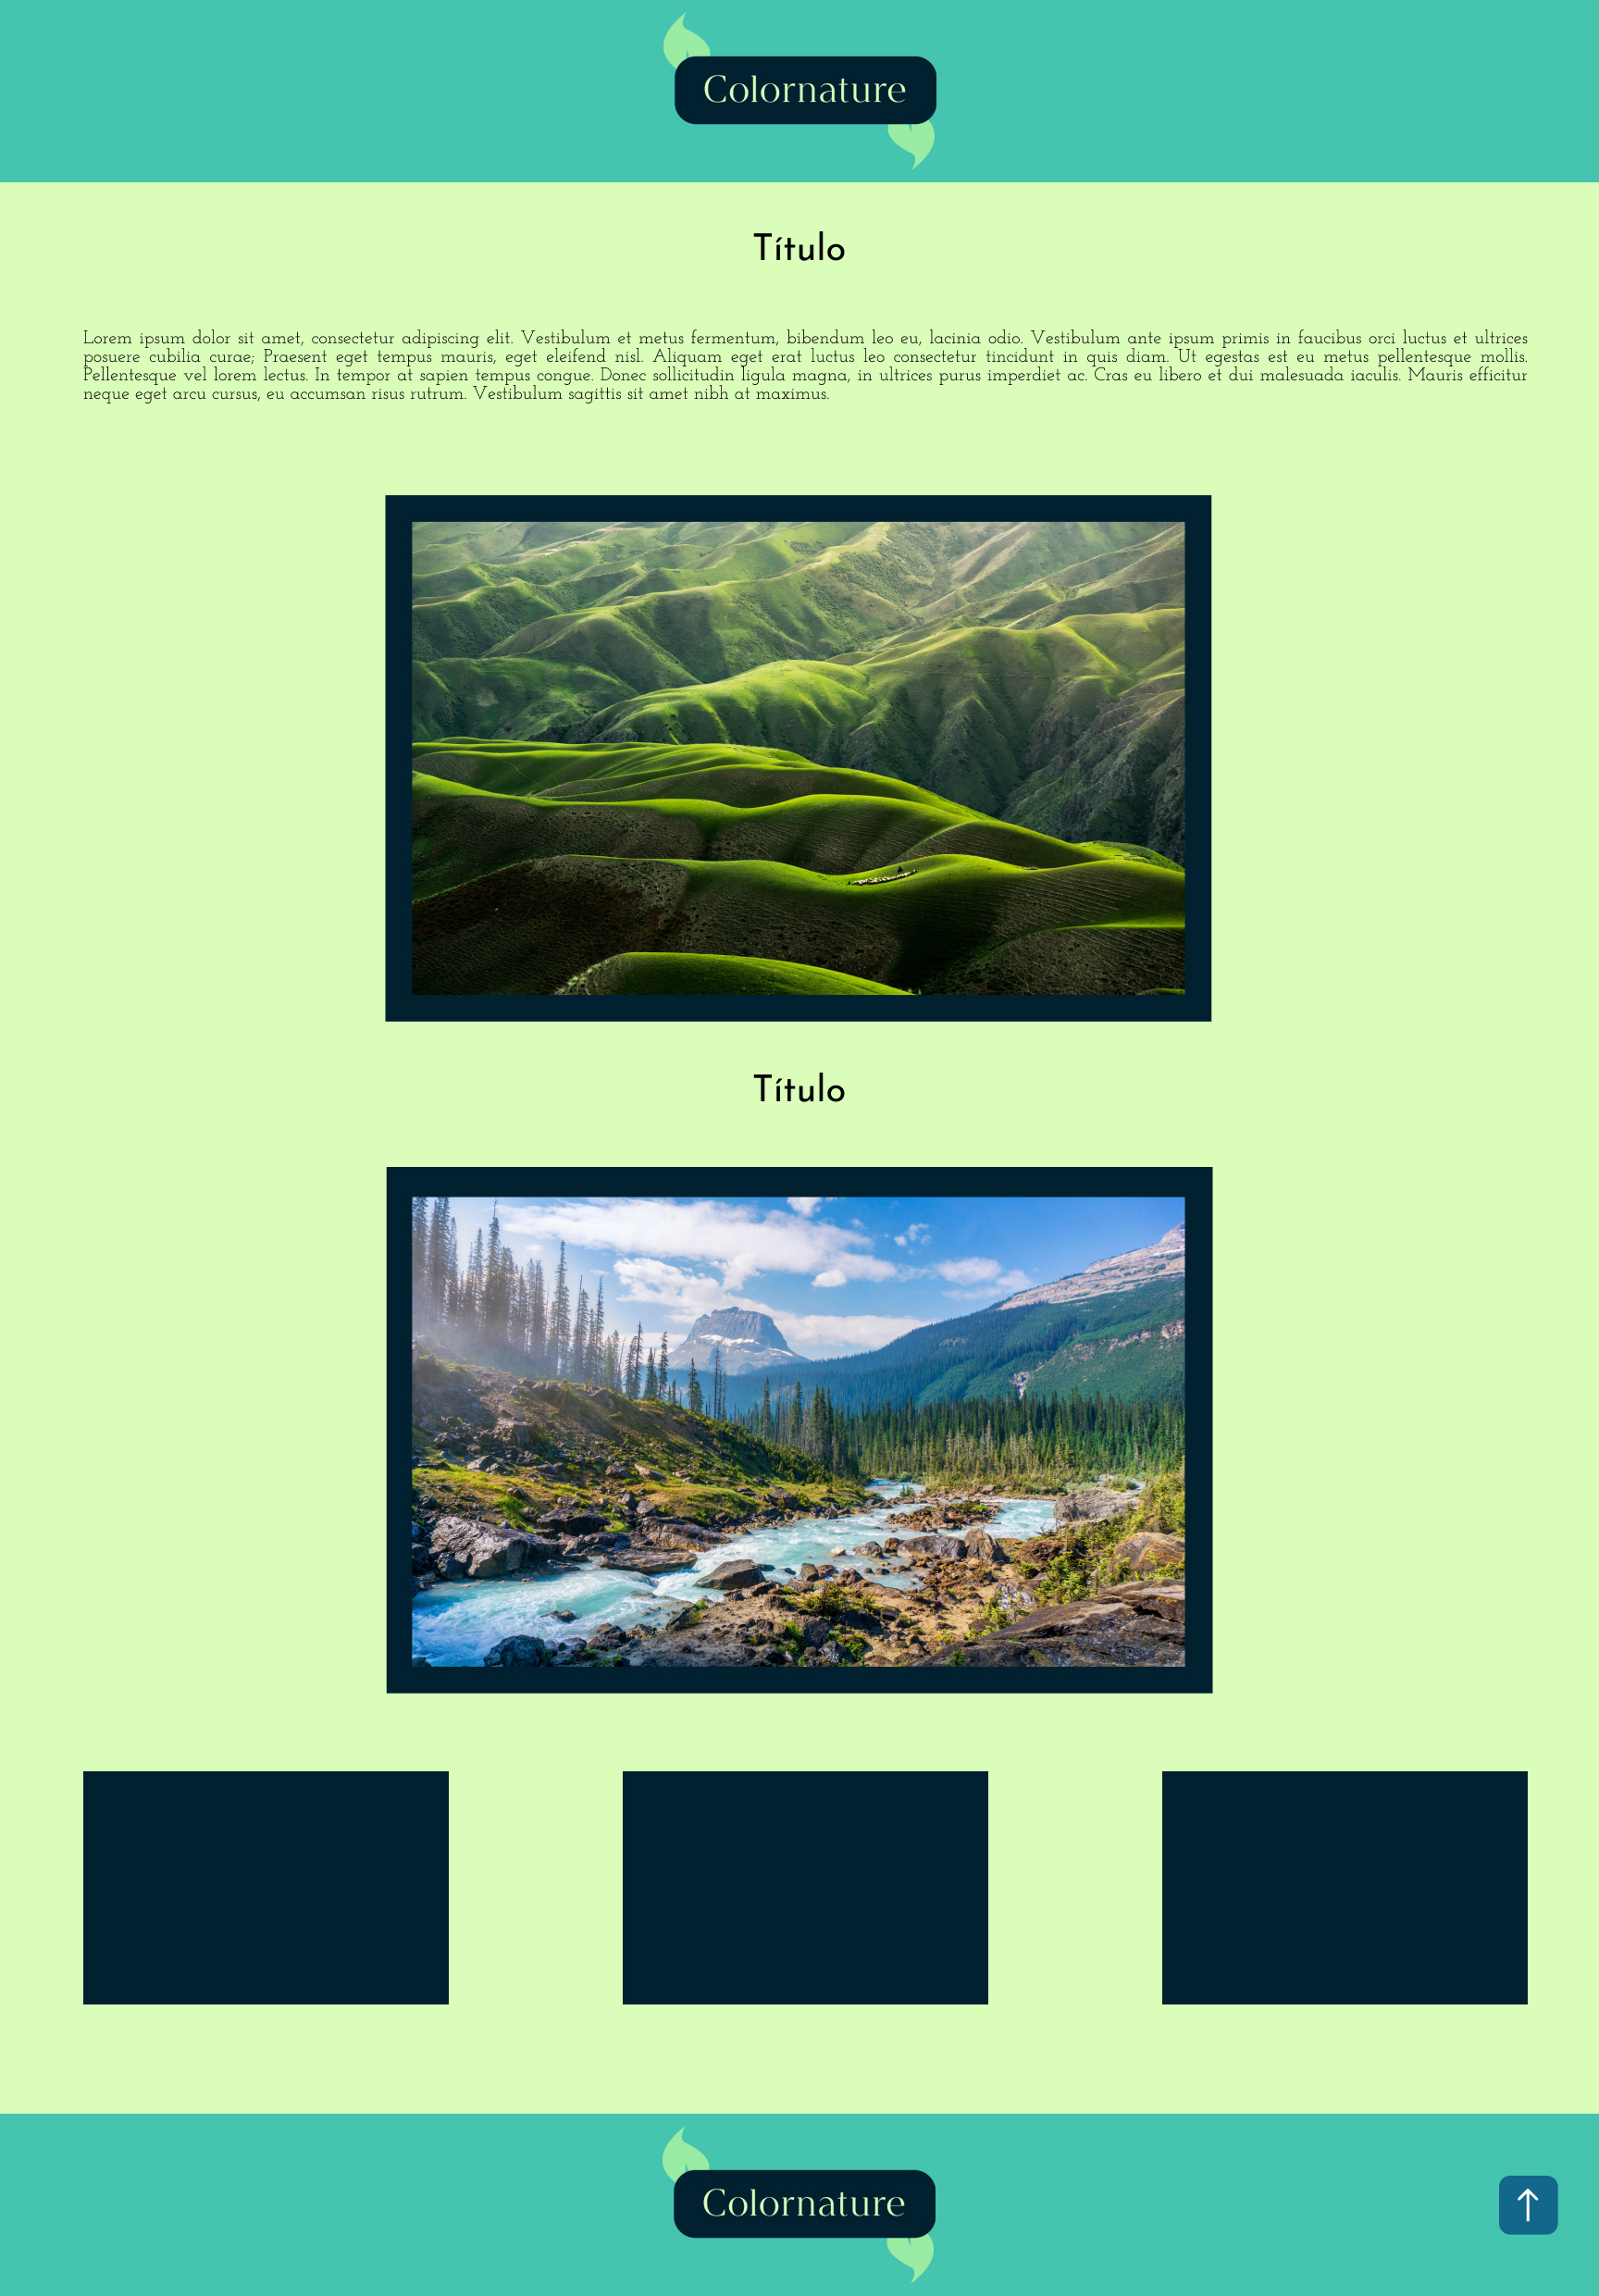 Colornature
Título
Lorem ipsum dolor sit amet, consectetur adipiscing elit. Vestibulum et metus fermentum, bibendum leo eu, lacinia odio. Vestibulum ante ipsum primis in faucibus orci luctus et ultrices
posuere cubilia curae; Praesent eget tempus mauris, eget eleifend nisl. Aliquam eget erat luctus leo consectetur tincidunt in quis diam. Ut egestas est eu metus pellentesque mollis.
Pellentesque vel lorem lectus. In tempor at sapien tempus congue. Donec sollicitudin ligula magna, in ultrices purus imperdiet ac. Cras eu libero et dui malesuada iaculis. Mauris efficitur
neque eget arcu cursus, eu accumsan risus rutrum. Vestibulum sagittis sit amet nibh at maximus.
Título
Colornature